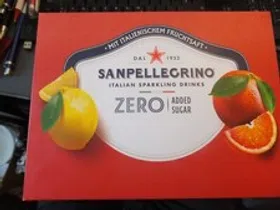 • MIT ITALIENISCHEM FRUCHTSAFT •
DAL 1932
SANPELLEGRINO
ITALIAN SPARKLING DRINKS
ZERO ADDED
SUGAR